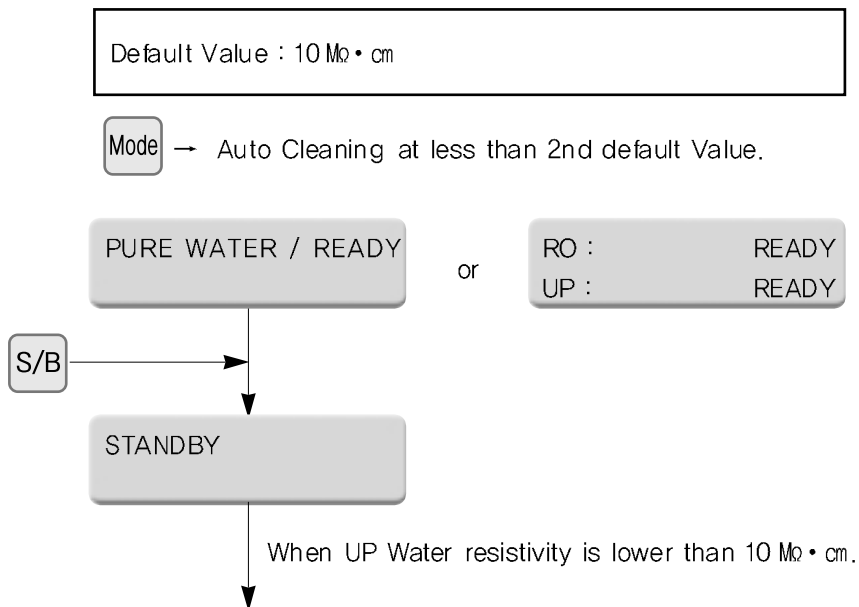 Default Value : 10 MΩ• cm
Mode → Auto Cleaning at less than 2nd default Value.
PURE WATER / READY
or
RO : READY
UP : READY
S/B
STANDBY
When UP Water resistivity is lower than 10 MΩ• cm.